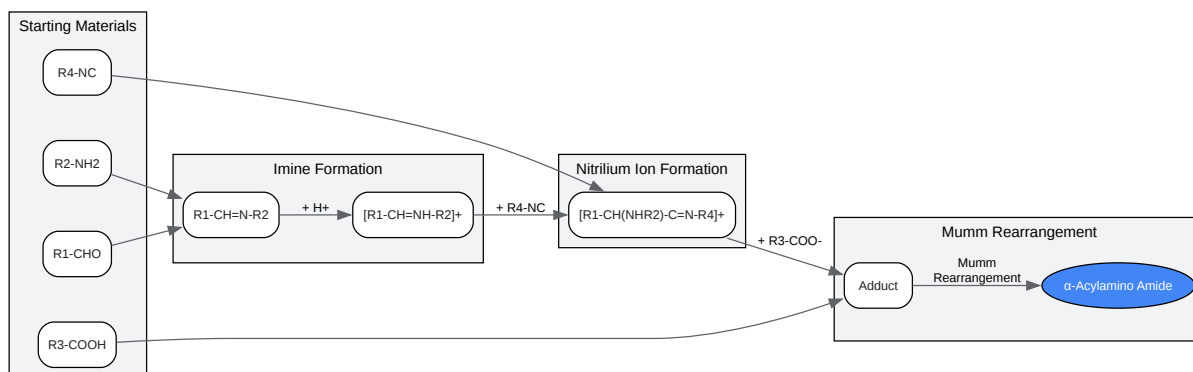 Starting Materials
R4-NC
R2-NH2
R1-CHO
R3-COOH
Imine Formation
R1-CH=N-R2
+ H+
[R1-CH=NH-R2]+
+ R4-NC
Nitrilium Ion Formation
[R1-CH(NHR2)-C=N-R4]+
+ R3-COO-
Mumm Rearrangement
Adduct
Mumm
Rearrangement
α-Acylamino Amide